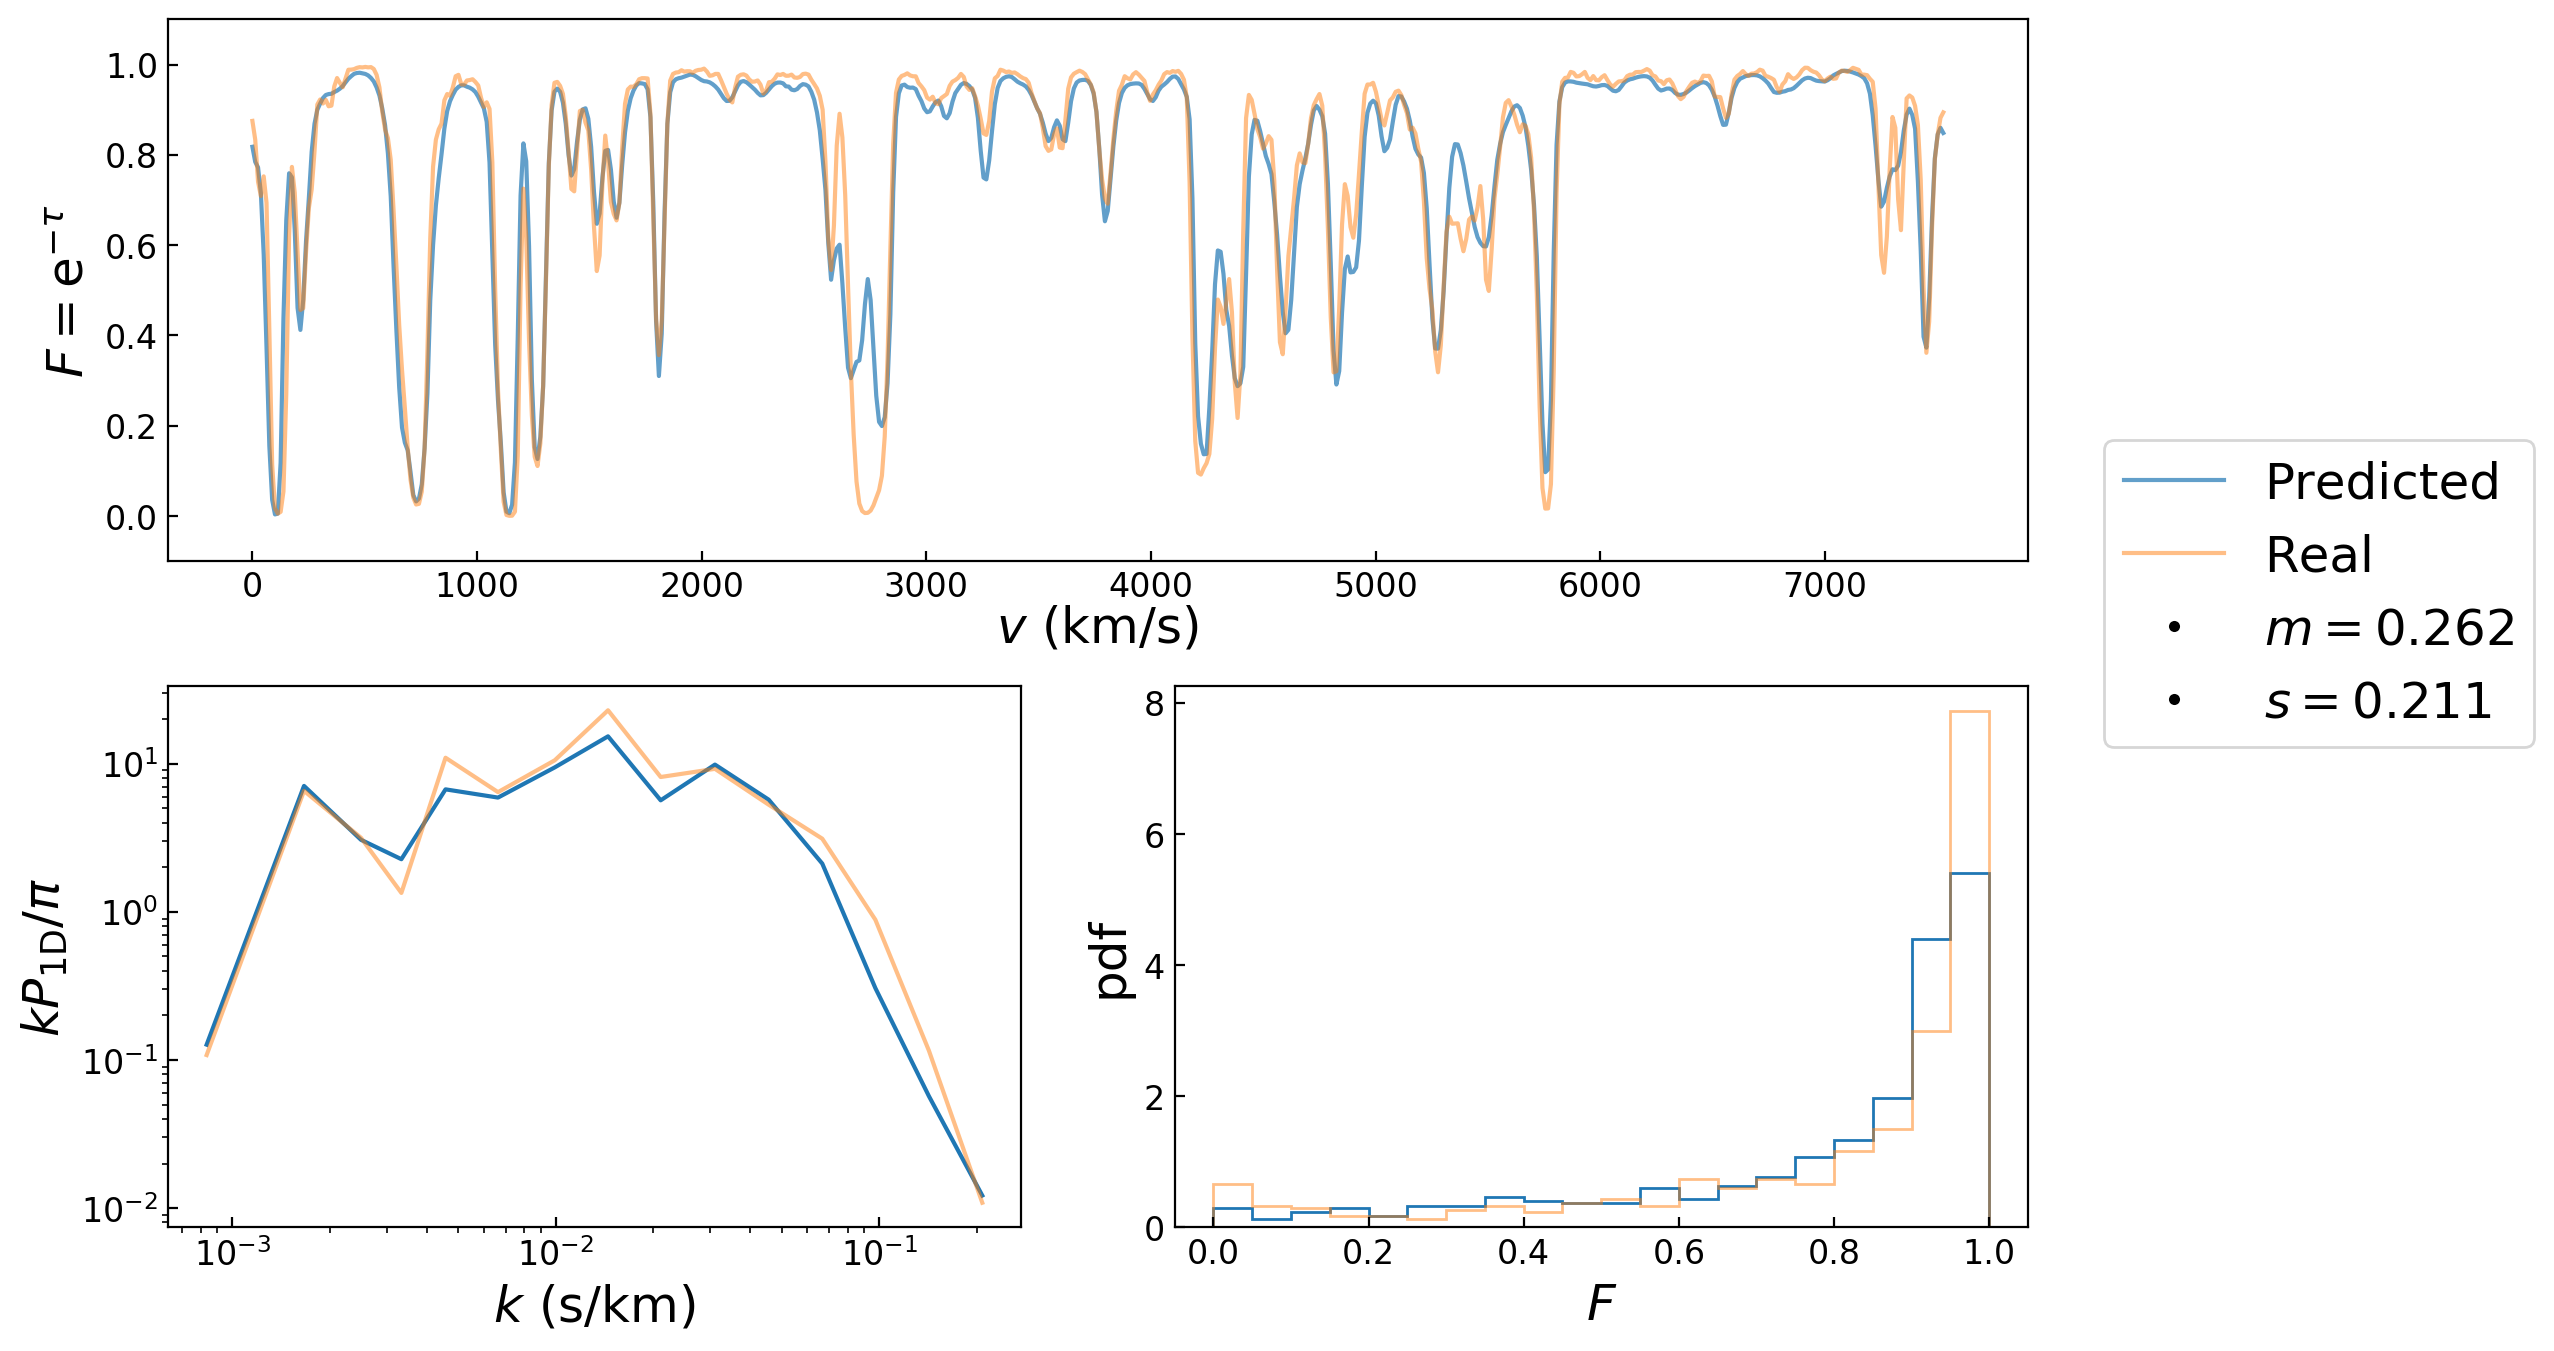 1.0
0.8
0.6
0.4
0.2
0.0
F = e^{−τ}
0 1000 2000 3000 4000 5000 6000 7000
v (km/s)
Predicted
Real
m = 0.262
s = 0.211
10^1
10^0
10^{−1}
10^{−2}
kP_{1D}/π
10^{−3} 10^{−2} 10^{−1}
k (s/km)
8
6
4
2
0
pdf
0.0 0.2 0.4 0.6 0.8 1.0
F